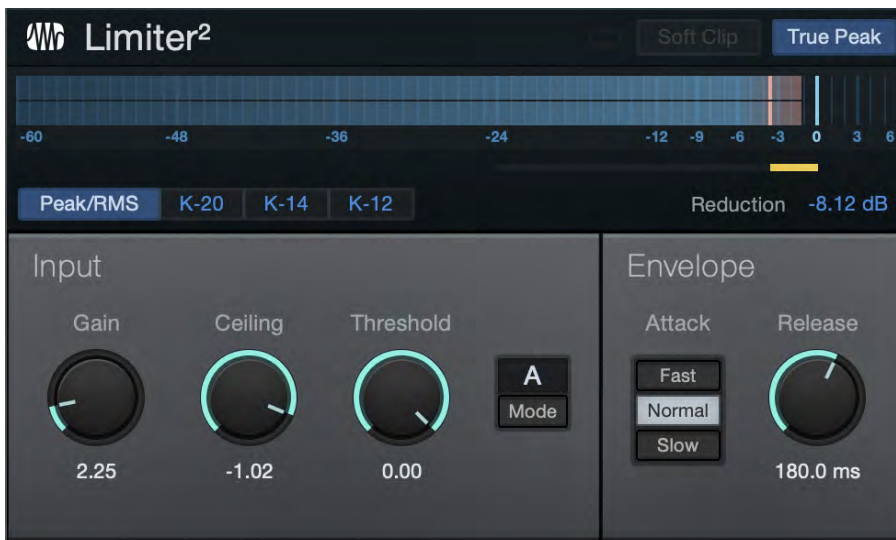 Limiter² Soft Clip True Peak
-60 -48 -36 -24 -12 -9 -6 -3 0 3 6
Peak/RMS K-20 K-14 K-12 Reduction -8.12 dB
Input Envelope
Gain Ceiling Threshold Attack Release
A Fast
Mode Normal
Slow
2.25 -1.02 0.00 180.0 ms